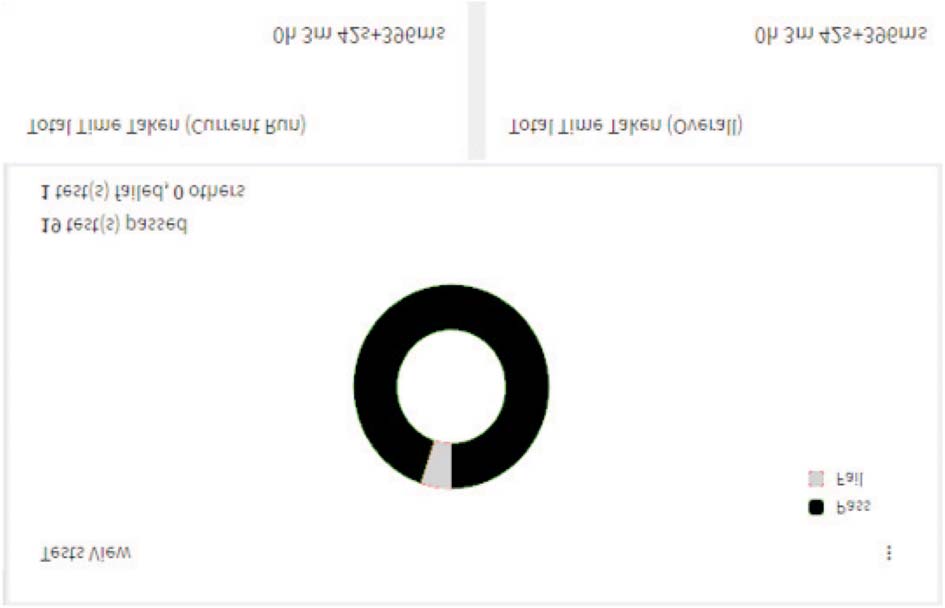 Total Time Taken (Current Run)
0h 3m 42s+396ms
Total Time Taken (Overall)
0h 3m 42s+396ms
Tests View
Pass
Fail
19 test(s) passed
1 test(s) failed, 0 others